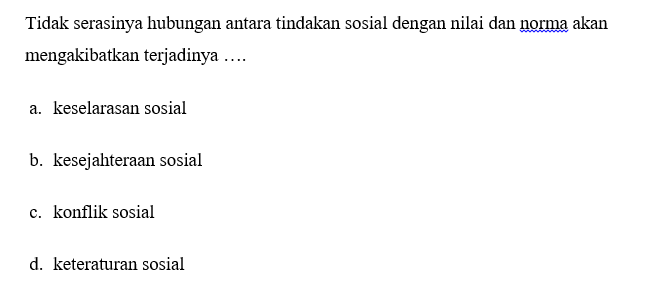 Tidak serasinya hubungan antara tindakan sosial dengan nilai dan norma akan
mengakibatkan terjadinya ....
a. keselarasan sosial
b. kesejahteraan sosial
c. konflik sosial
d. keteraturan sosial